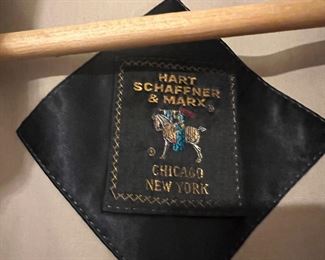 HART
SCHAFFNER
& MARX
CHICAGO
NEW YORK